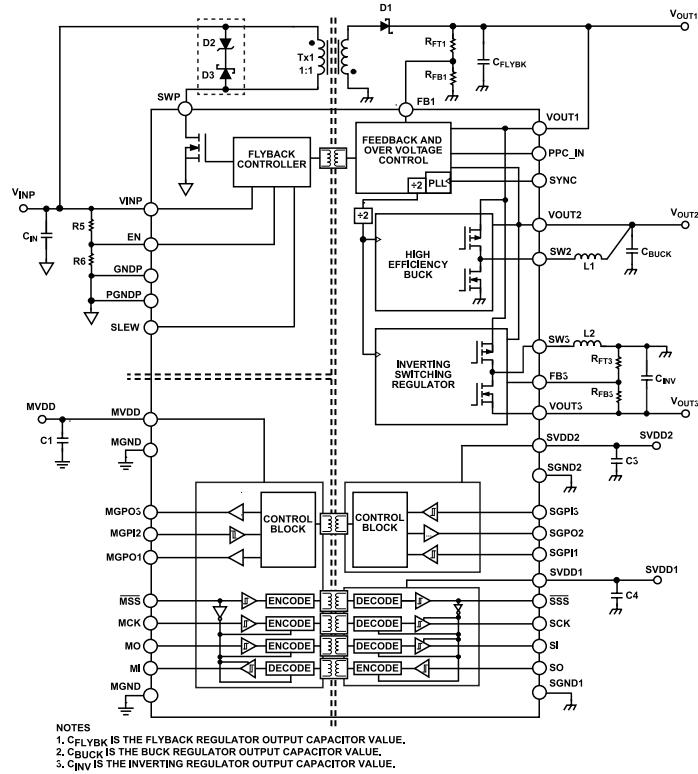 D1
VOUT1
D2
D3
Tx1
1:1
RFT1
RFB1
CFLYBK
SWP
FB1
VOUT1
FLYBACK
CONTROLLER
FEEDBACK AND
OVER VOLTAGE
CONTROL
PPC_IN
÷2
PLL
SYNC
VINP
VINP
R5
CIN
EN
R6
GNDP
PGNDP
SLEW
÷2
HIGH
EFFICIENCY
BUCK
VOUT2
VOUT2
SW2
L1
CBUCK
INVERTING
SWITCHING
REGULATOR
SW3
L2
RFT3
FB3
RFB3
CINV
VOUT3
VOUT3
MVDD
MVDD
C1
MGND
SVDD2
SVDD2
C3
SGND2
MGPO3
MGPI2
MGPO1
CONTROL
BLOCK
CONTROL
BLOCK
SGPI3
SGPO2
SGPI1
SVDD1
SVDD1
C4
MSS
ENCODE
DECODE
SSS
MCK
ENCODE
DECODE
SCK
MO
ENCODE
DECODE
SI
MI
DECODE
ENCODE
SO
MGND
SGND1
NOTES
1. CFLYBK IS THE FLYBACK REGULATOR OUTPUT CAPACITOR VALUE.
2. CBUCK IS THE BUCK REGULATOR OUTPUT CAPACITOR VALUE.
3. CINV IS THE INVERTING REGULATOR OUTPUT CAPACITOR VALUE.